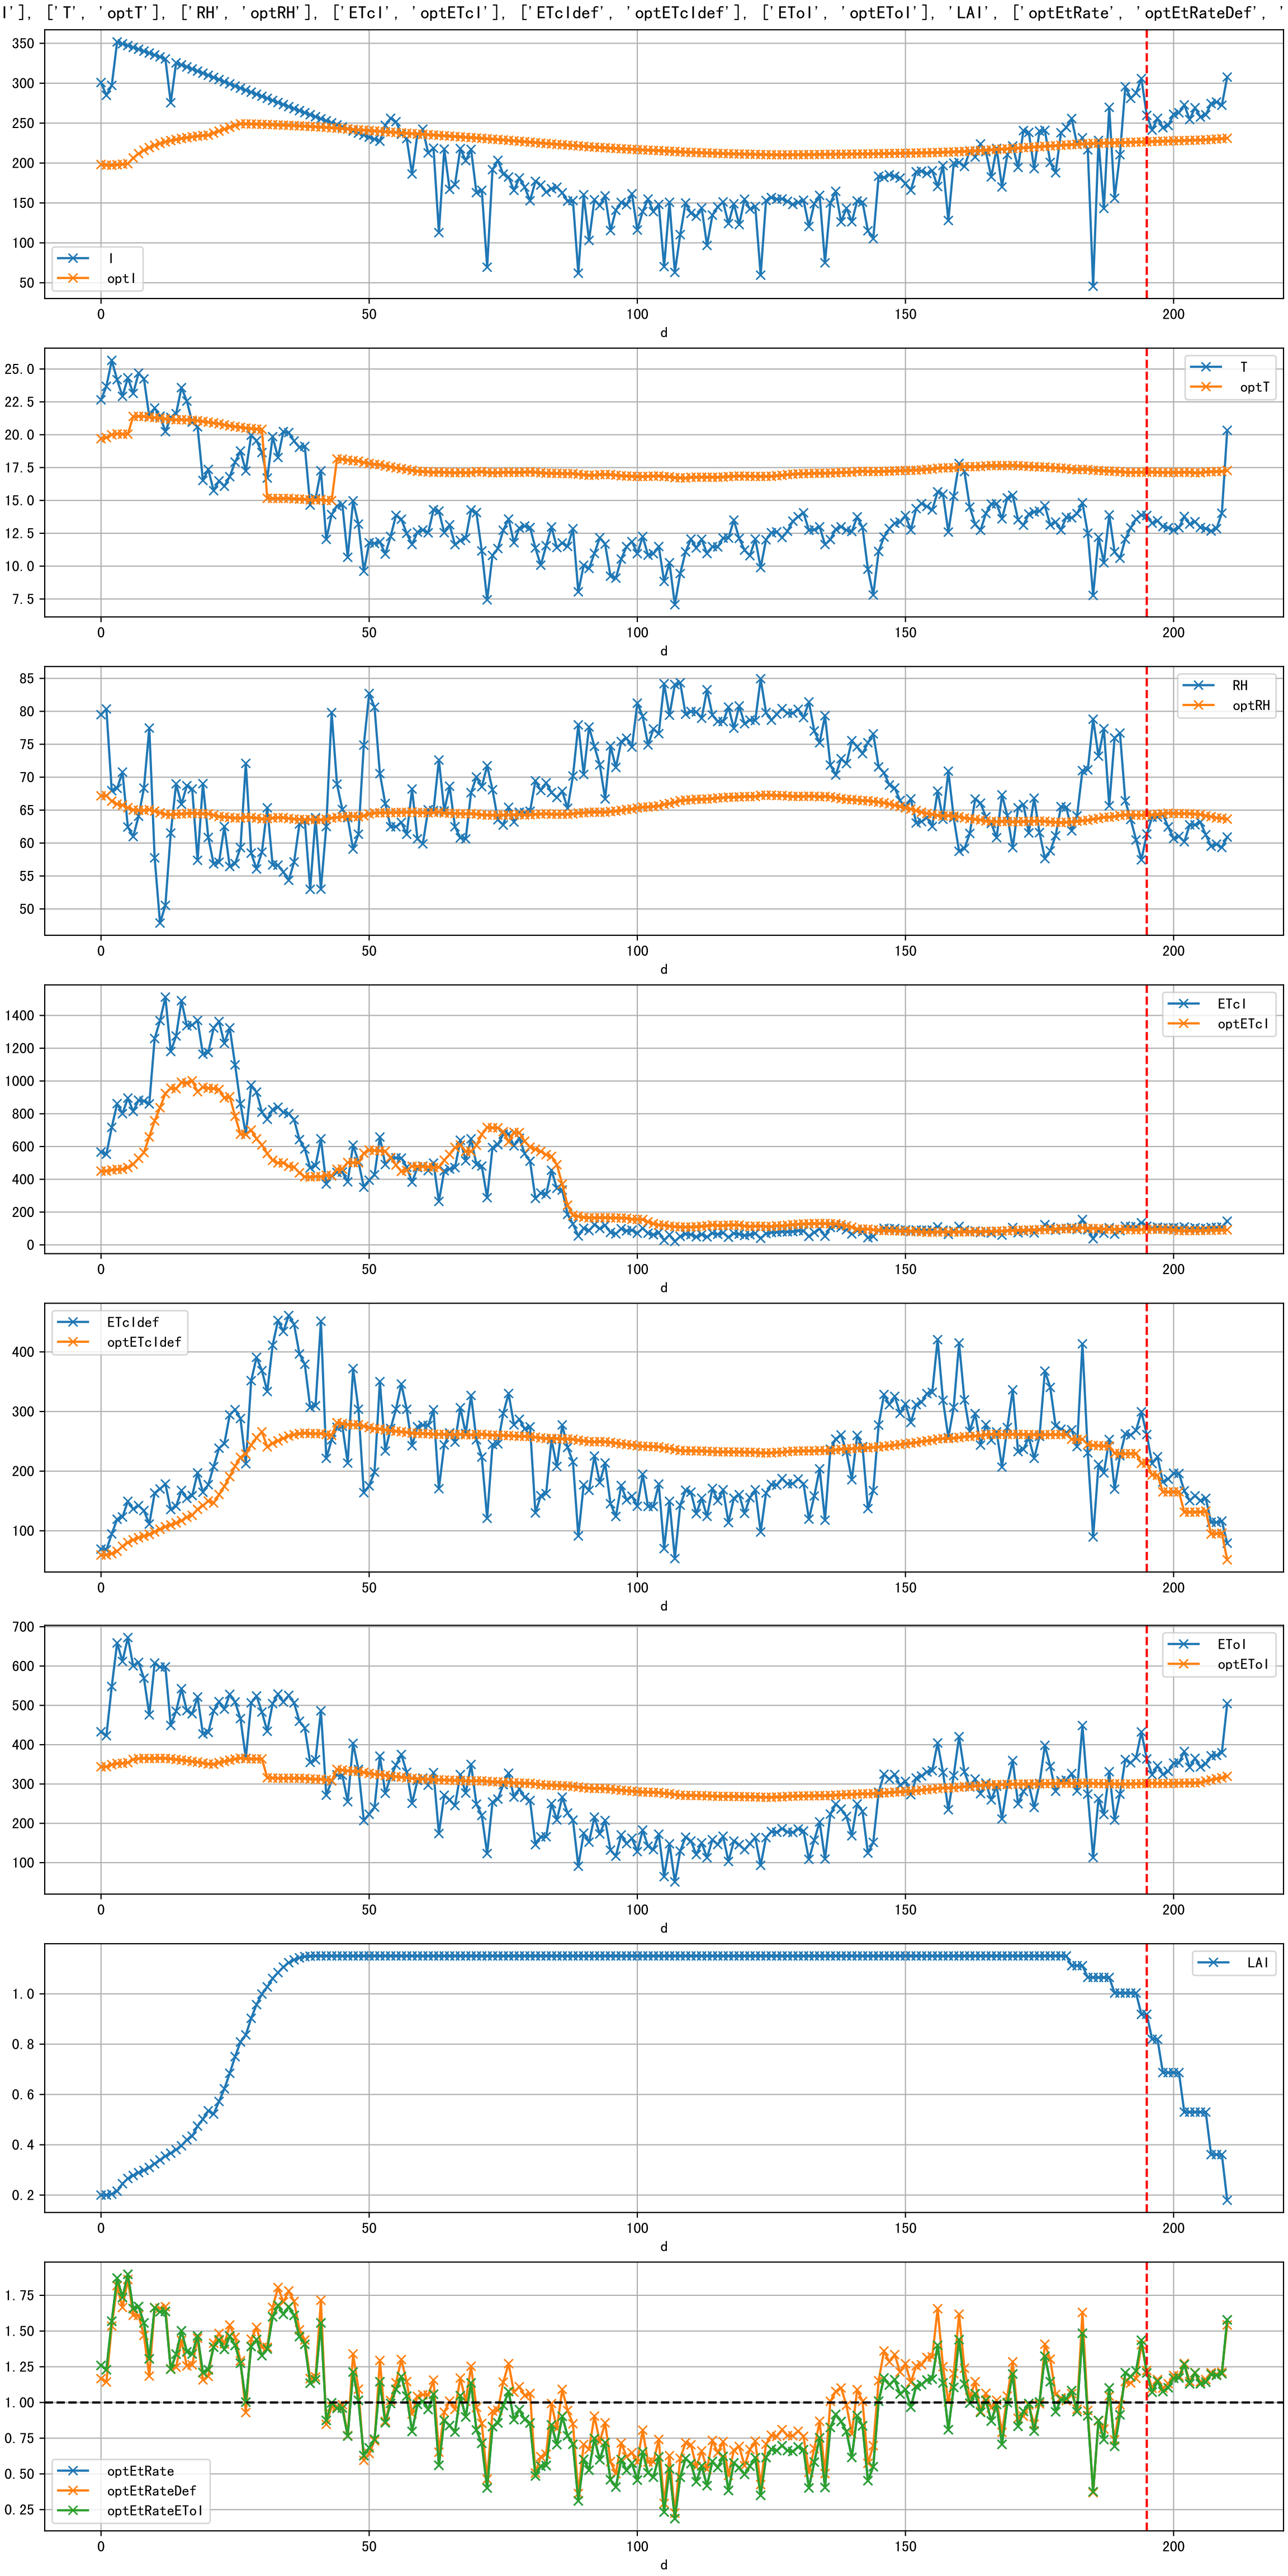 I'], ['T', 'optT'], ['RH', 'optRH'], ['ETcI', 'optETcI'], ['ETcIdef', 'optETcIdef'], ['EToI', 'optEToI'], 'LAI', ['optEtRate', 'optEtRateDef', '
350
300
250
200
150
100
50
I
optI
0 50 100 150 200
d
25.0
22.5
20.0
17.5
15.0
12.5
10.0
7.5
T
optT
0 50 100 150 200
d
85
80
75
70
65
60
55
50
RH
optRH
0 50 100 150 200
d
1400
1200
1000
800
600
400
200
0
ETcI
optETcI
0 50 100 150 200
d
400
300
200
100
ETcIdef
optETcIdef
0 50 100 150 200
d
700
600
500
400
300
200
100
EToI
optEToI
0 50 100 150 200
d
1.0
0.8
0.6
0.4
0.2
LAI
0 50 100 150 200
d
1.75
1.50
1.25
1.00
0.75
0.50
0.25
optEtRate
optEtRateDef
optEtRateEToI
0 50 100 150 200
d